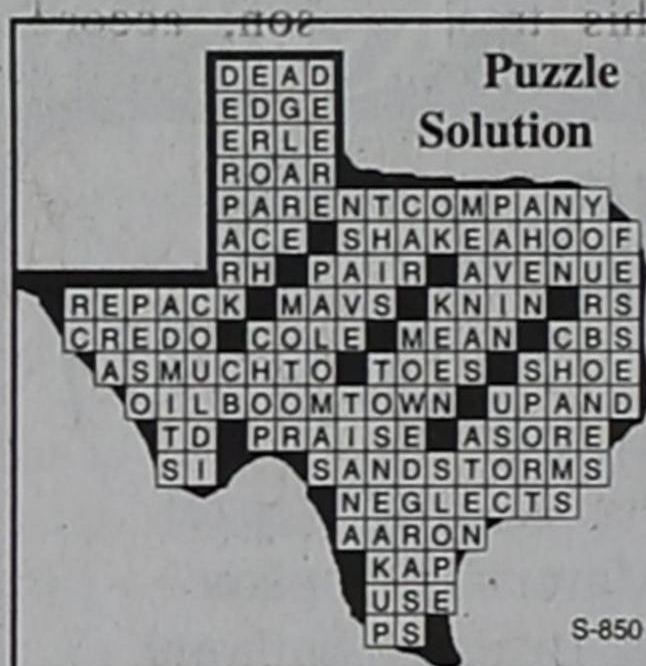 Puzzle
Solution
DEAD
EDGE
ERLE
ROAR
PARENTCOMPANY
ACE SHAKEAHOOF
RH PAIR AVENUE
REPACK MAVS KNIN RS
CREDO COLE MEAN CBS
ASMUCHTO TOES SHOE
OILBOOMTOWN UPAND
TD PRAISE ASORE
SI SANDSTORMS
NEGLECTS
AARON
KAP
USE
PS
S-850